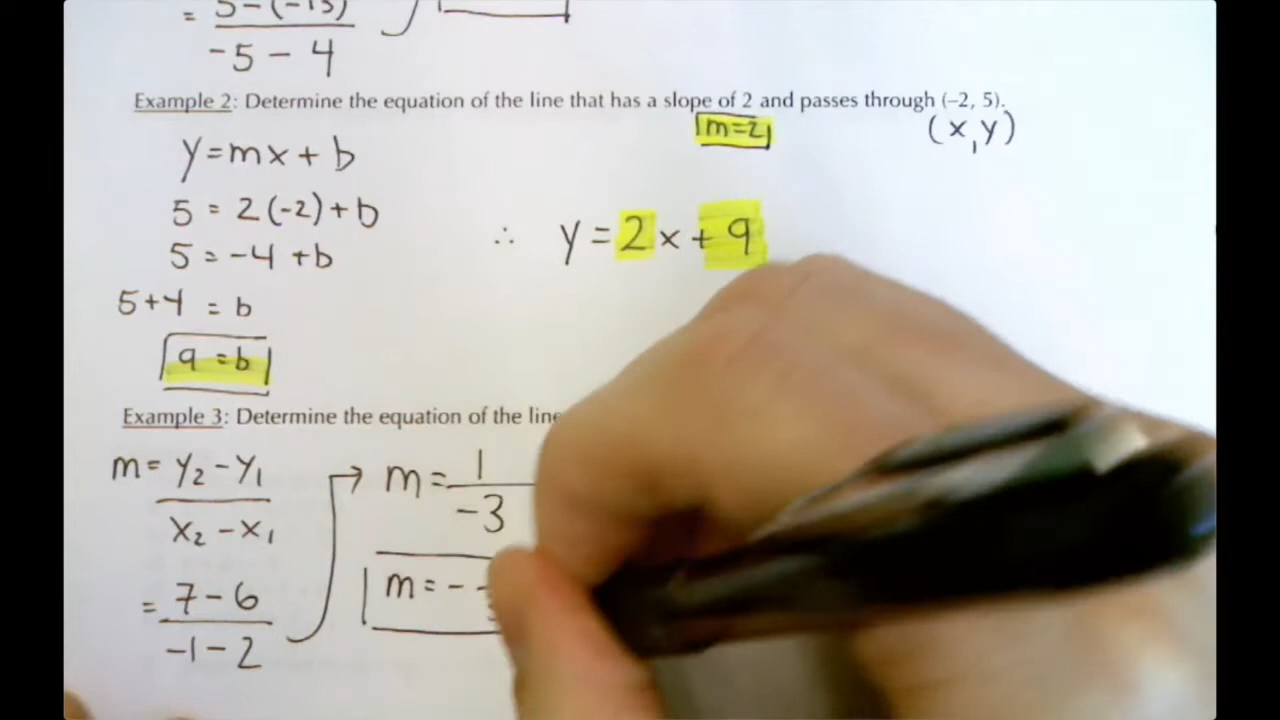 = 5-(-13)
-5 - 4
Example 2: Determine the equation of the line that has a slope of 2 and passes through (–2, 5).
m=2
(x,y)
y=mx+b
5 = 2(-2)+b
5 = -4 +b
∴ y = 2x+9
5+4 = b
9 = b
Example 3: Determine the equation of the line
m= y₂-y₁
x₂-x₁
m= 1
-3
= 7-6
-1-2
m= -